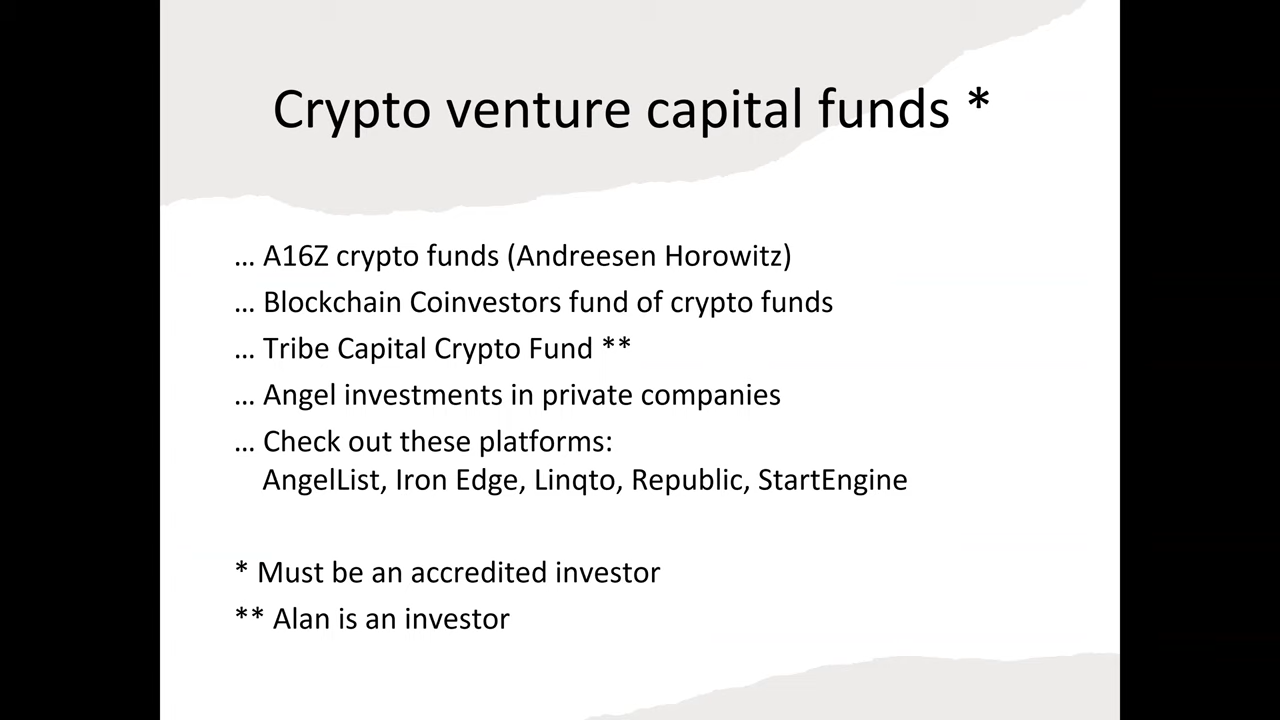 Crypto venture capital funds *
… A16Z crypto funds (Andreesen Horowitz)
… Blockchain Coinvestors fund of crypto funds
… Tribe Capital Crypto Fund **
… Angel investments in private companies
… Check out these platforms:
AngelList, Iron Edge, Linqto, Republic, StartEngine
* Must be an accredited investor
** Alan is an investor